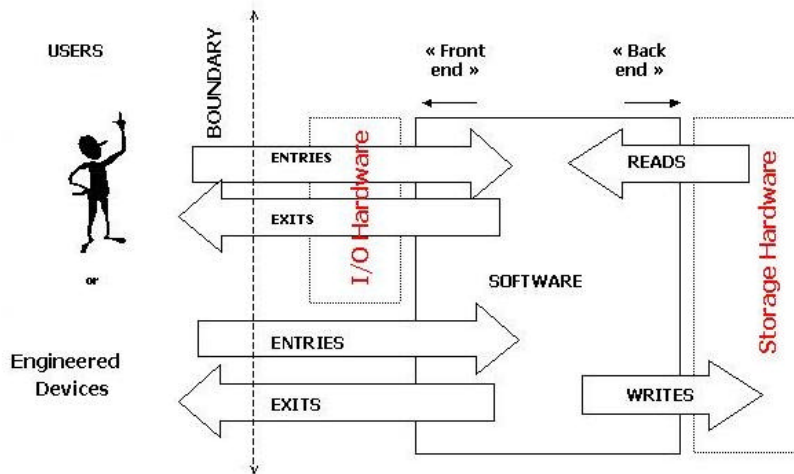 USERS
BOUNDARY
« Front
end »
« Back
end »
ENTRIES
READS
EXITS
I/O Hardware
Storage Hardware
or
SOFTWARE
ENTRIES
Engineered
Devices
EXITS
WRITES